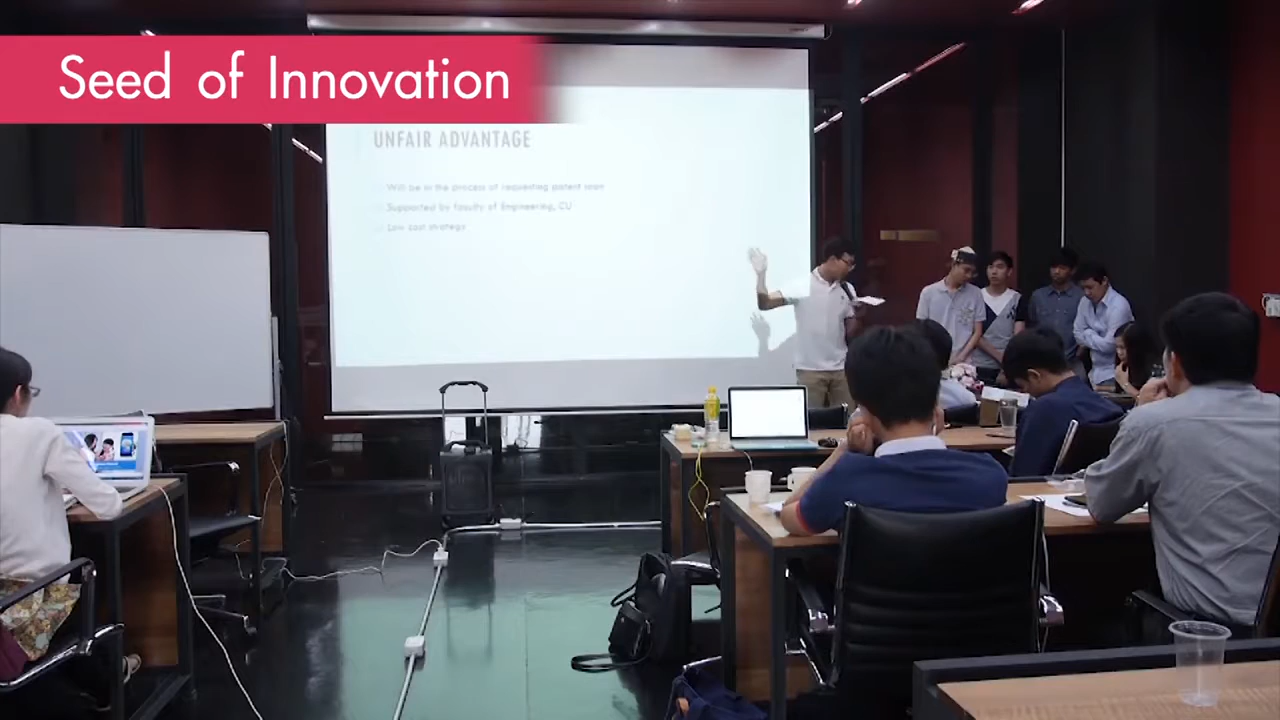 Seed of Innovation
UNFAIR ADVANTAGE
Will be in the process of requesting patent soon
Supported by faculty of Engineering, CU
Low cost strategy